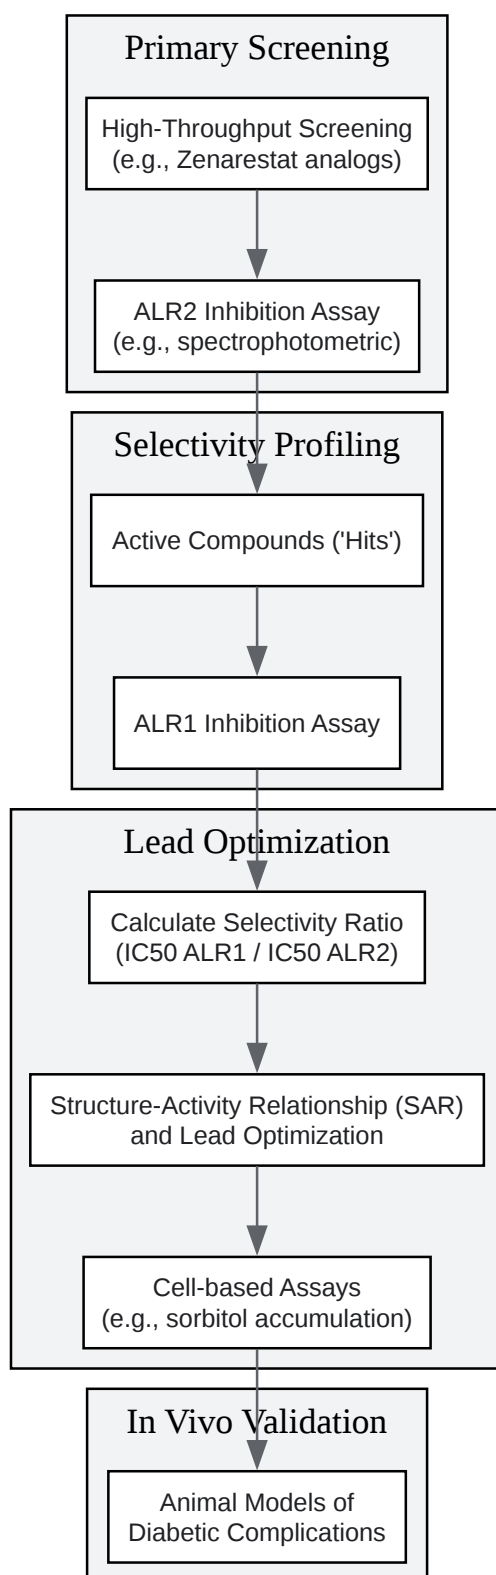 Primary Screening
High-Throughput Screening
(e.g., Zenarestat analogs)
ALR2 Inhibition Assay
(e.g., spectrophotometric)
Selectivity Profiling
Active Compounds ('Hits')
ALR1 Inhibition Assay
Lead Optimization
Calculate Selectivity Ratio
(IC50 ALR1 / IC50 ALR2)
Structure-Activity Relationship (SAR)
and Lead Optimization
Cell-based Assays
(e.g., sorbitol accumulation)
In Vivo Validation
Animal Models of
Diabetic Complications